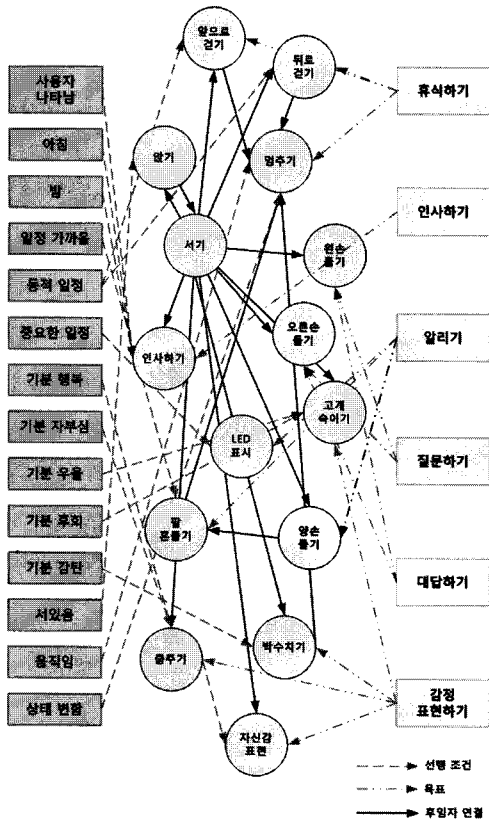 사용자
나타남
아침
밤
일정 가까움
동적 일정
중요한 일정
기분 행복
기분 자부심
기분 우울
기분 후회
기분 감탄
서있음
움직임
상태 변함
앞으로
걷기
뒤로
걷기
앉기
멈추기
서기
왼손
들기
오른손
들기
인사하기
고개
숙이기
LED
표시
팔
흔들기
양손
들기
춤추기
박수치기
자신감
표현
휴식하기
인사하기
알리기
질문하기
대답하기
감정
표현하기
선행 조건
목표
후임자 연결